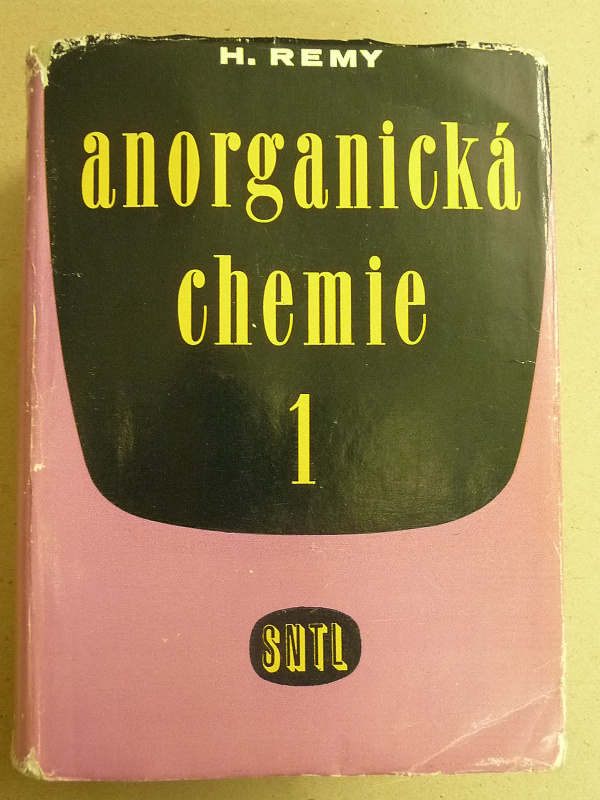 H. REMY
anorganická
chemie
1
SNTL